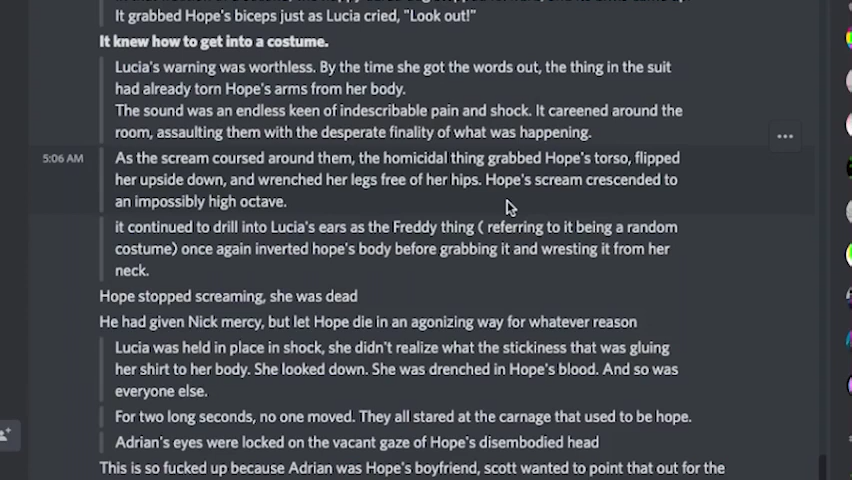 It grabbed Hope's biceps just as Lucia cried, "Look out!"
It knew how to get into a costume.
Lucia's warning was worthless. By the time she got the words out, the thing in the suit
had already torn Hope's arms from her body.
The sound was an endless keen of indescribable pain and shock. It careened around the
room, assaulting them with the desperate finality of what was happening.
5:06 AM As the scream coursed around them, the homicidal thing grabbed Hope's torso, flipped
her upside down, and wrenched her legs free of her hips. Hope's scream crescended to
an impossibly high octave.
it continued to drill into Lucia's ears as the Freddy thing ( referring to it being a random
costume) once again inverted hope's body before grabbing it and wresting it from her
neck.
Hope stopped screaming, she was dead
He had given Nick mercy, but let Hope die in an agonizing way for whatever reason
Lucia was held in place in shock, she didn't realize what the stickiness that was gluing
her shirt to her body. She looked down. She was drenched in Hope's blood. And so was
everyone else.
For two long seconds, no one moved. They all stared at the carnage that used to be hope.
Adrian's eyes were locked on the vacant gaze of Hope's disembodied head
This is so fucked up because Adrian was Hope's boyfriend, scott wanted to point that out for the